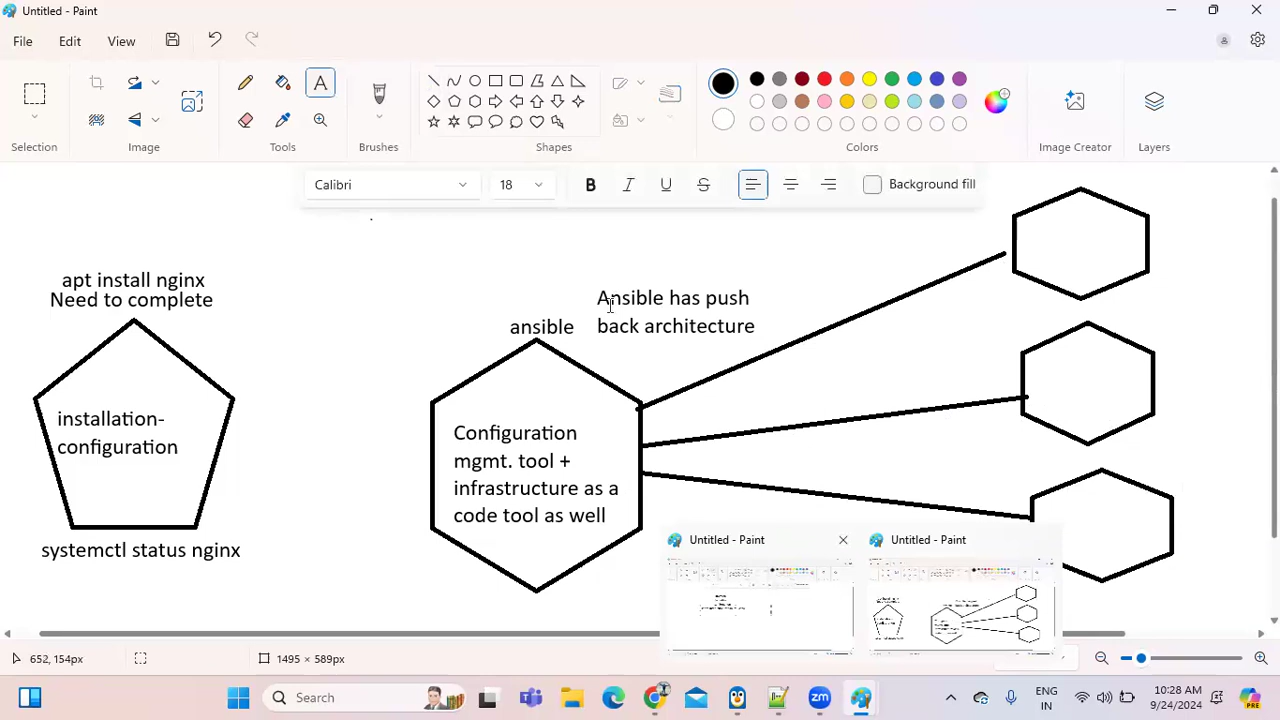 Untitled - Paint
File Edit View
A
Selection
Image
Tools
Brushes
Shapes
Colors
Image Creator
Layers
Calibri
18
B I U S
Background fill
apt install nginx
Need to complete
installation-
configuration
systemctl status nginx
ansible
Ansible has push
back architecture
Configuration
mgmt. tool +
infrastructure as a
code tool as well
Untitled - Paint
Untitled - Paint
652, 154px
1495 × 585px
Search
ENG
IN
10:28 AM
9/24/2024
PRE